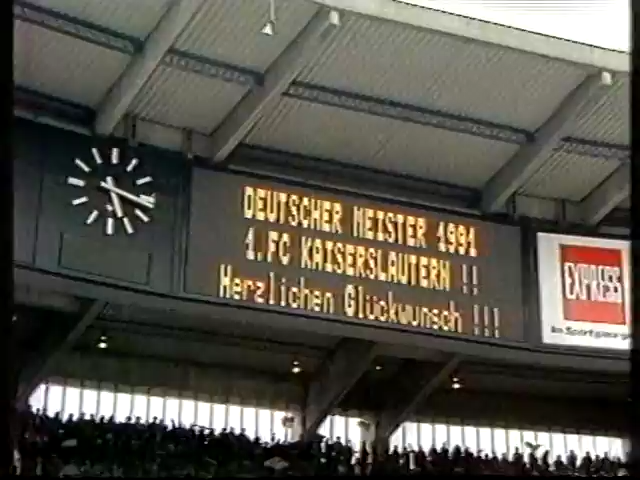 DEUTSCHER MEISTER 1991
1.FC KAISERSLAUTERN !!
Herzlichen Glückwunsch !!!
EXPRESS